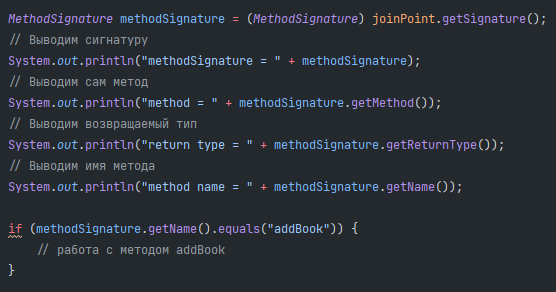 MethodSignature methodSignature = (MethodSignature) joinPoint.getSignature();
// Выводим сигнатуру
System.out.println("methodSignature = " + methodSignature);
// Выводим сам метод
System.out.println("method = " + methodSignature.getMethod());
// Выводим возвращаемый тип
System.out.println("return type = " + methodSignature.getReturnType());
// Выводим имя метода
System.out.println("method name = " + methodSignature.getName());
if (methodSignature.getName().equals("addBook")) {
// работа с методом addBook
}